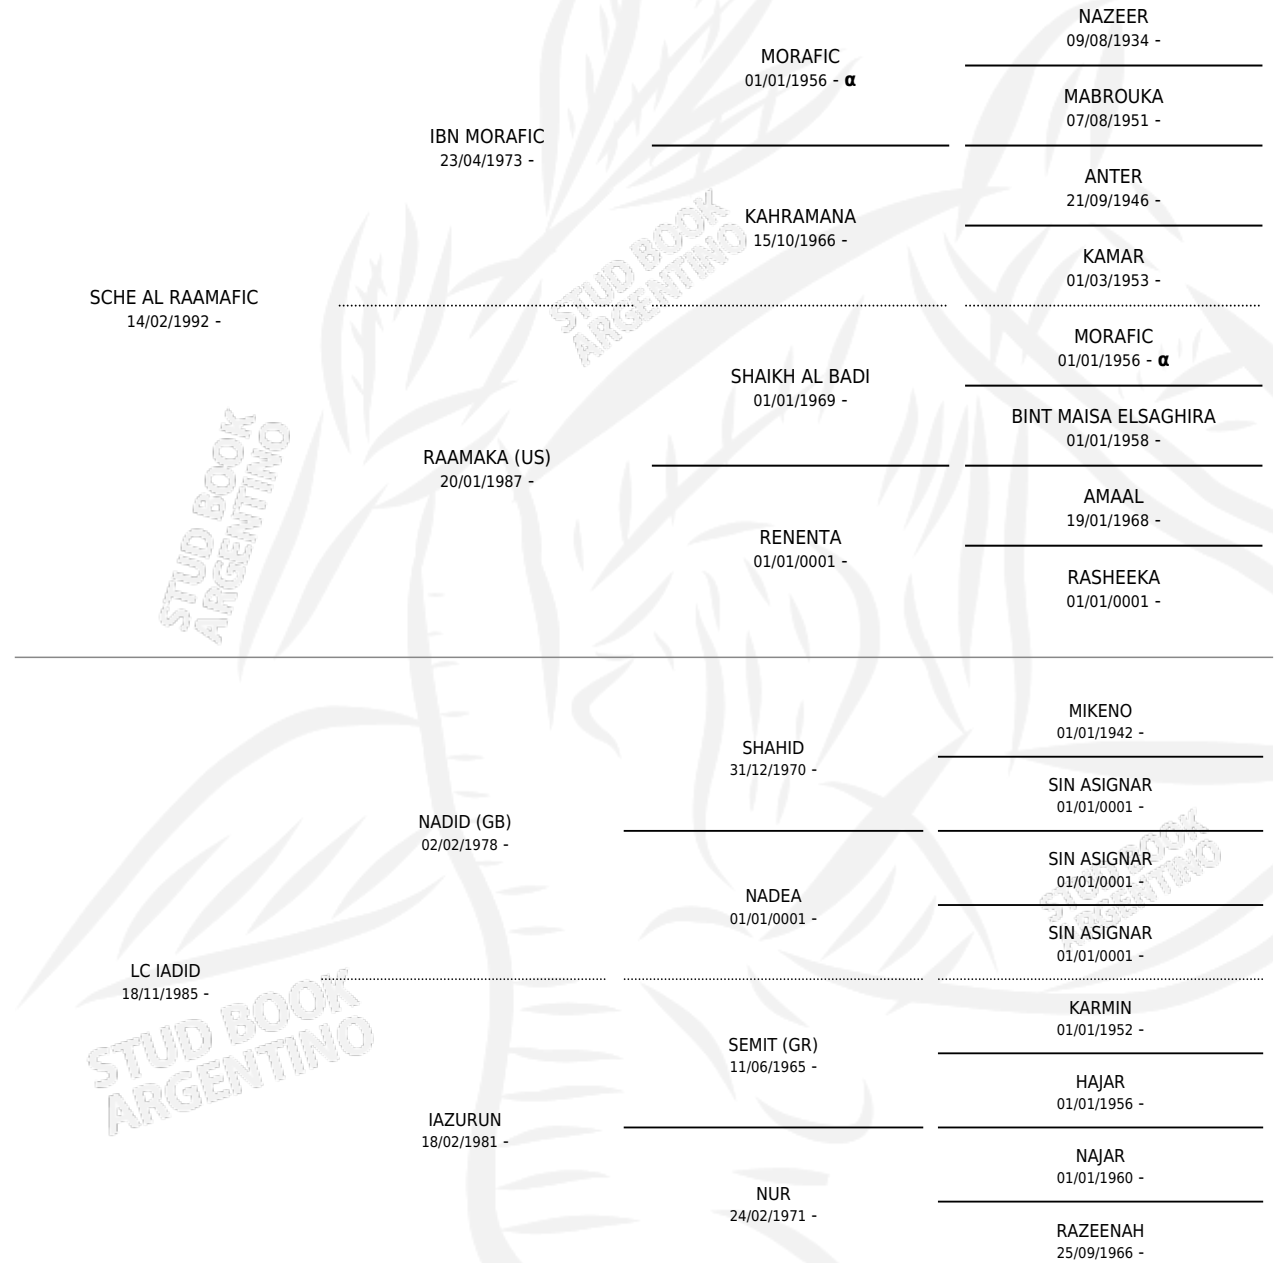 NAZEER
09/08/1934 -
MORAFIC
01/01/1956 - α
MABROUKA
07/08/1951 -
IBN MORAFIC
23/04/1973 -
ANTER
21/09/1946 -
KAHRAMANA
15/10/1966 -
KAMAR
01/03/1953 -
SCHE AL RAAMAFIC
14/02/1992 -
MORAFIC
01/01/1956 - α
SHAIKH AL BADI
01/01/1969 -
BINT MAISA ELSAGHIRA
01/01/1958 -
RAAMAKA (US)
20/01/1987 -
AMAAL
19/01/1968 -
RENENTA
01/01/0001 -
RASHEEKA
01/01/0001 -
MIKENO
01/01/1942 -
SHAHID
31/12/1970 -
SIN ASIGNAR
01/01/0001 -
NADID (GB)
02/02/1978 -
SIN ASIGNAR
01/01/0001 -
NADEA
01/01/0001 -
SIN ASIGNAR
01/01/0001 -
LC IADID
18/11/1985 -
KARMIN
01/01/1952 -
SEMIT (GR)
11/06/1965 -
HAJAR
01/01/1956 -
IAZURUN
18/02/1981 -
NAJAR
01/01/1960 -
NUR
24/02/1971 -
RAZEENAH
25/09/1966 -
STUD BOOK
ARGENTINO
STUD BOOK
ARGENTINO
STUD BOOK
ARGENTINO
STUD BOOK
ARGENTINO